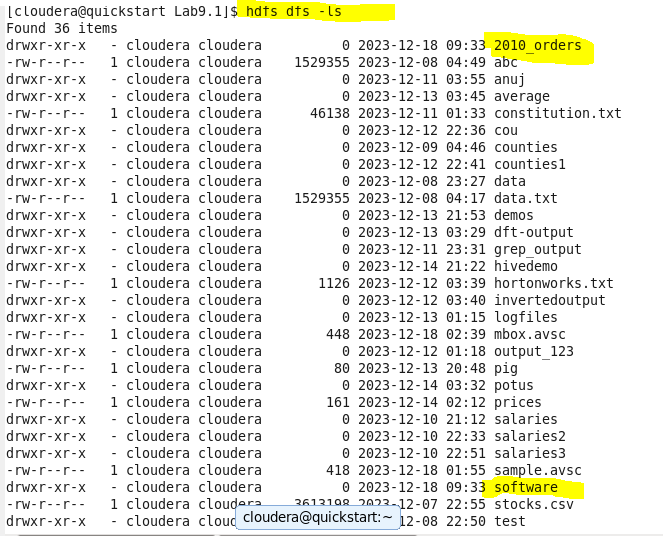 [cloudera@quickstart Lab9.1]$ hdfs dfs -ls
Found 36 items
drwxr-xr-x   - cloudera cloudera          0 2023-12-18 09:33 2010_orders
-rw-r--r--   1 cloudera cloudera    1529355 2023-12-08 04:49 abc
drwxr-xr-x   - cloudera cloudera          0 2023-12-11 03:55 anuj
drwxr-xr-x   - cloudera cloudera          0 2023-12-13 03:45 average
-rw-r--r--   1 cloudera cloudera      46138 2023-12-11 01:33 constitution.txt
drwxr-xr-x   - cloudera cloudera          0 2023-12-12 22:36 cou
drwxr-xr-x   - cloudera cloudera          0 2023-12-09 04:46 counties
drwxr-xr-x   - cloudera cloudera          0 2023-12-12 22:41 counties1
drwxr-xr-x   - cloudera cloudera          0 2023-12-08 23:27 data
-rw-r--r--   1 cloudera cloudera    1529355 2023-12-08 04:17 data.txt
drwxr-xr-x   - cloudera cloudera          0 2023-12-13 21:53 demos
drwxr-xr-x   - cloudera cloudera          0 2023-12-13 03:29 dft-output
drwxr-xr-x   - cloudera cloudera          0 2023-12-11 23:31 grep_output
drwxr-xr-x   - cloudera cloudera          0 2023-12-14 21:22 hivedemo
-rw-r--r--   1 cloudera cloudera       1126 2023-12-12 03:39 hortonworks.txt
drwxr-xr-x   - cloudera cloudera          0 2023-12-12 03:40 invertedoutput
drwxr-xr-x   - cloudera cloudera          0 2023-12-13 01:15 logfiles
-rw-r--r--   1 cloudera cloudera        448 2023-12-18 02:39 mbox.avsc
drwxr-xr-x   - cloudera cloudera          0 2023-12-12 01:18 output_123
-rw-r--r--   1 cloudera cloudera         80 2023-12-13 20:48 pig
drwxr-xr-x   - cloudera cloudera          0 2023-12-14 03:32 potus
-rw-r--r--   1 cloudera cloudera        161 2023-12-14 02:12 prices
drwxr-xr-x   - cloudera cloudera          0 2023-12-10 21:12 salaries
drwxr-xr-x   - cloudera cloudera          0 2023-12-10 22:33 salaries2
drwxr-xr-x   - cloudera cloudera          0 2023-12-10 22:51 salaries3
-rw-r--r--   1 cloudera cloudera        418 2023-12-18 01:55 sample.avsc
drwxr-xr-x   - cloudera cloudera          0 2023-12-18 09:33 software
-rw-r--r--   1 cloudera cloudera    3613198 2023-12-07 22:55 stocks.csv
drwxr-xr-x   - cloudera 12-08 22:50 test
cloudera@quickstart:~